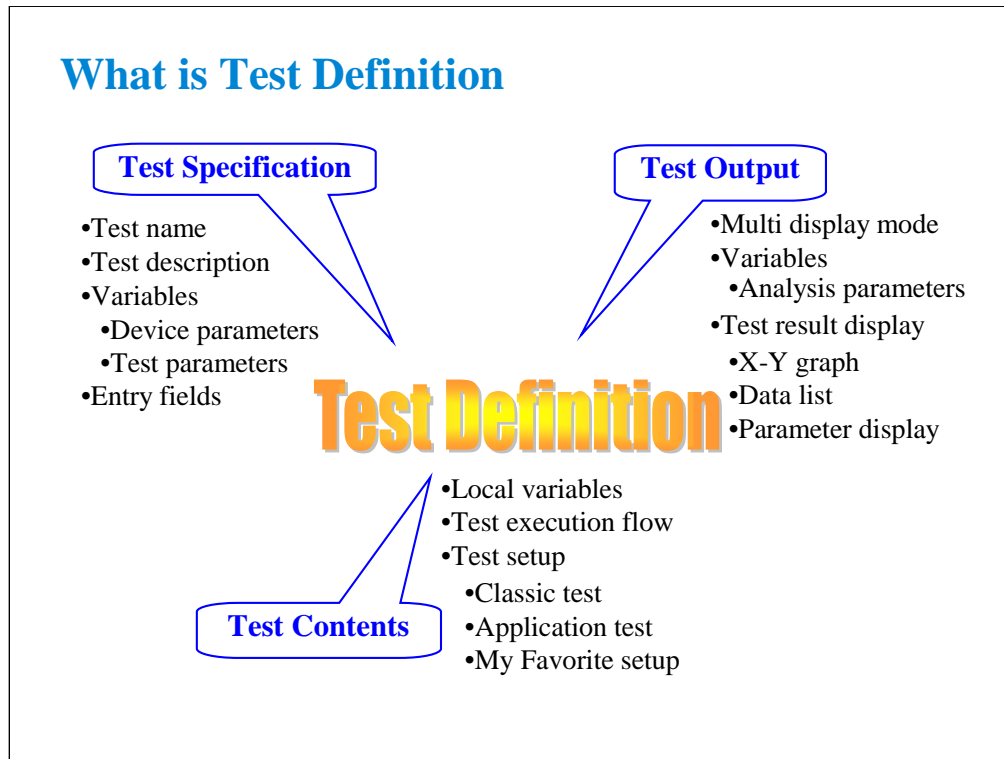 What is Test Definition
Test Specification
•Test name
•Test description
•Variables
•Device parameters
•Test parameters
•Entry fields
Test Output
•Multi display mode
•Variables
•Analysis parameters
•Test result display
•X-Y graph
•Data list
•Parameter display
Test Definition
•Local variables
•Test execution flow
•Test setup
•Classic test
•Application test
•My Favorite setup
Test Contents